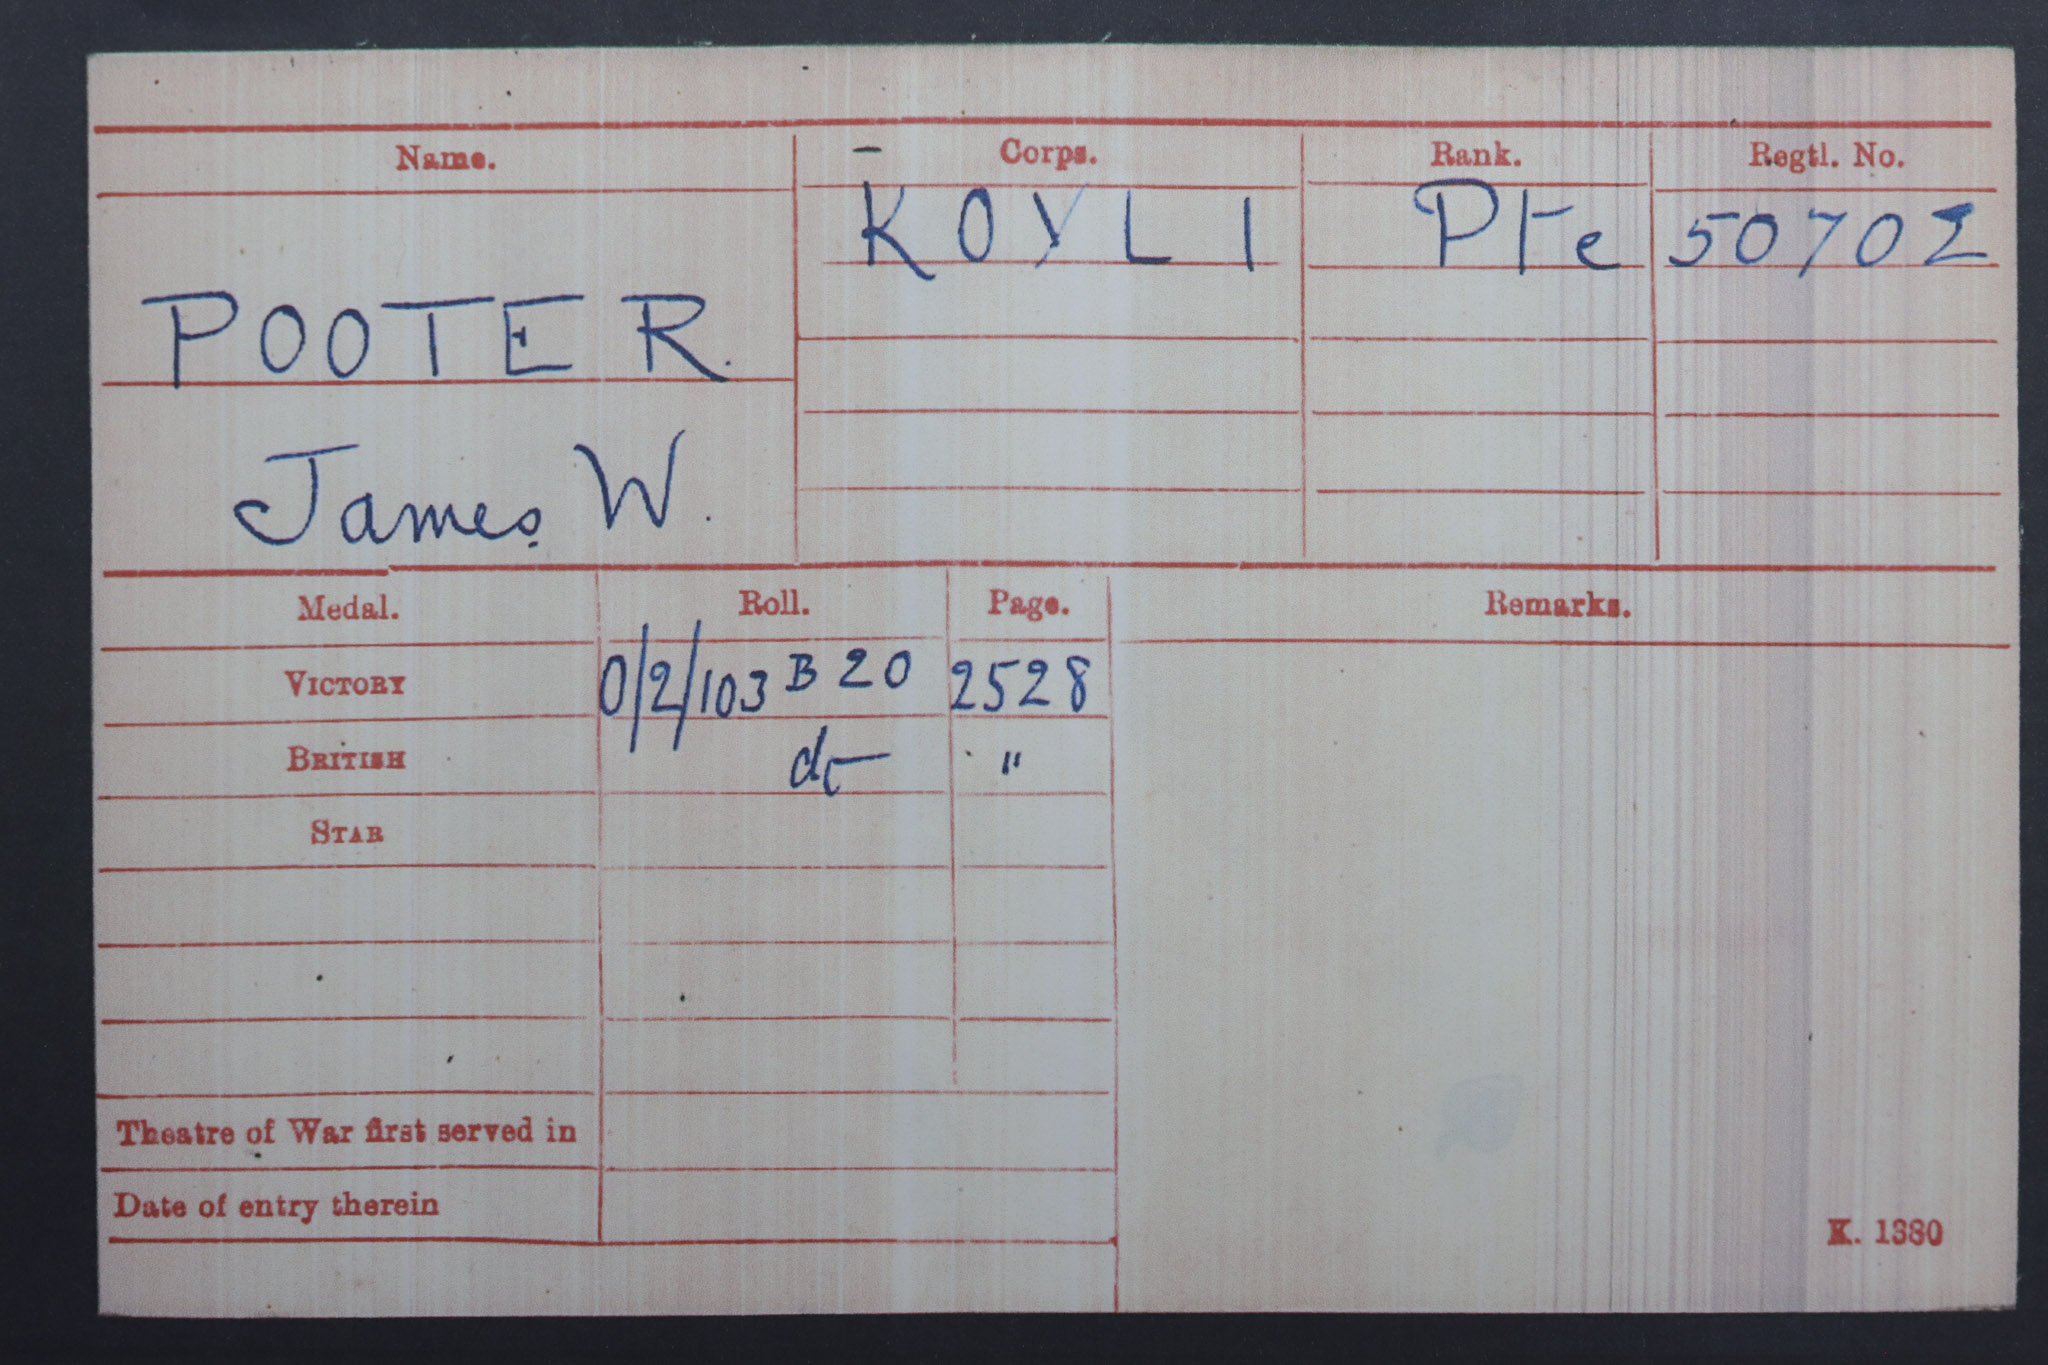 Name. Corps. Rank. Regtl. No.
KOYLI Pte 50702
POOTER.
James. W.
Medal. Roll. Page. Remarks.
VICTORY 0/2/103 B 20 2528
BRITISH do "
STAR
Theatre of War first served in
Date of entry therein
K. 1380